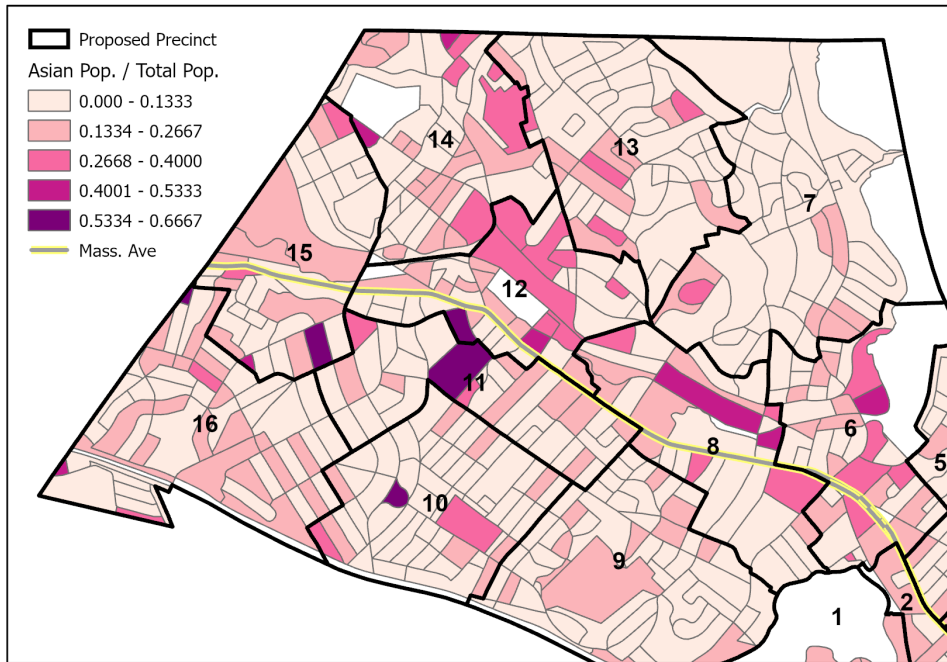 Proposed Precinct
Asian Pop. / Total Pop.
0.000 - 0.1333
0.1334 - 0.2667
0.2668 - 0.4000
0.4001 - 0.5333
0.5334 - 0.6667
Mass. Ave
14
13
7
15
12
11
16
8
6
5
10
9
2
1